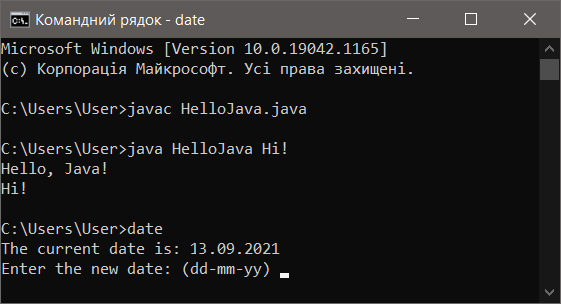 Командний рядок - date
Microsoft Windows [Version 10.0.19042.1165]
(c) Корпорація Майкрософт. Усі права захищені.
C:\Users\User>javac HelloJava.java
C:\Users\User>java HelloJava Hi!
Hello, Java!
Hi!
C:\Users\User>date
The current date is: 13.09.2021
Enter the new date: (dd-mm-yy)